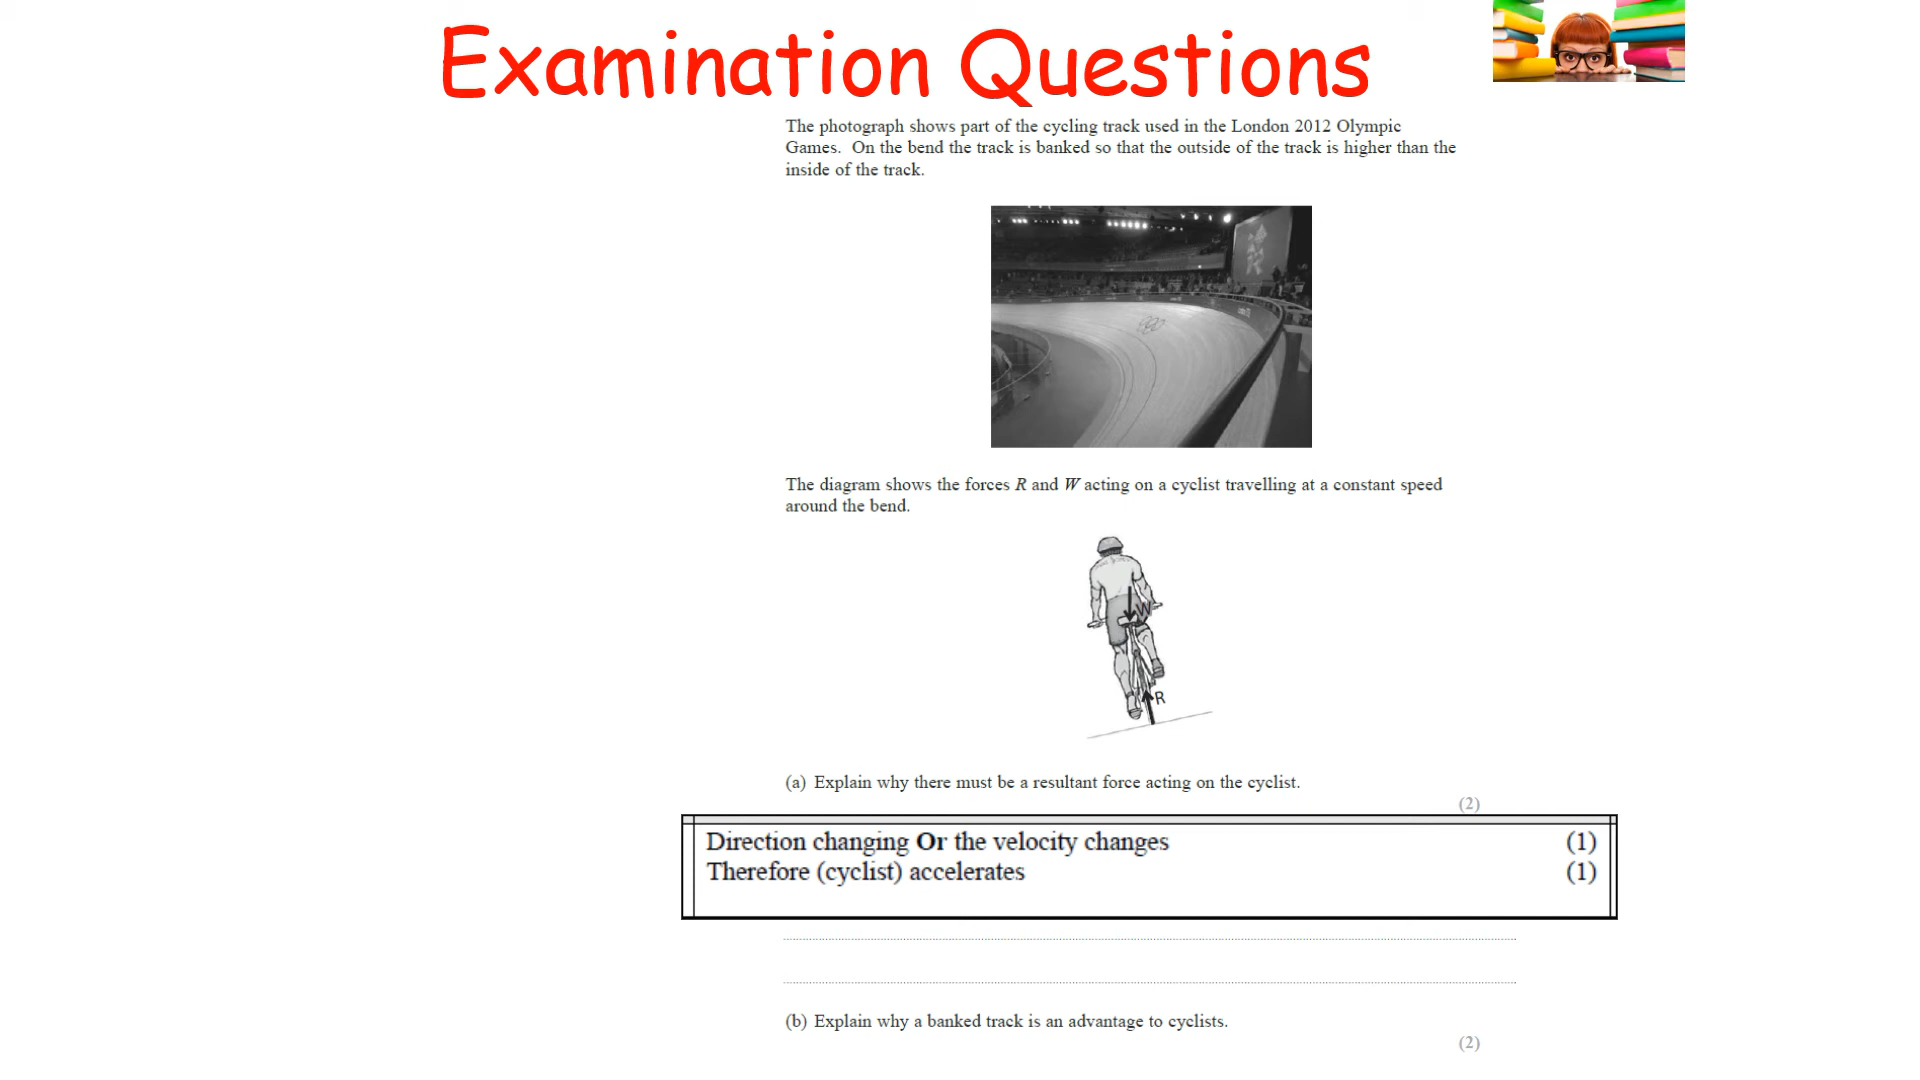 Examination Questions
The photograph shows part of the cycling track used in the London 2012 Olympic
Games. On the bend the track is banked so that the outside of the track is higher than the
inside of the track.
The diagram shows the forces R and W acting on a cyclist travelling at a constant speed
around the bend.
W
R
(a) Explain why there must be a resultant force acting on the cyclist.
(2)
Direction changing Or the velocity changes (1)
Therefore (cyclist) accelerates (1)
(b) Explain why a banked track is an advantage to cyclists.
(2)